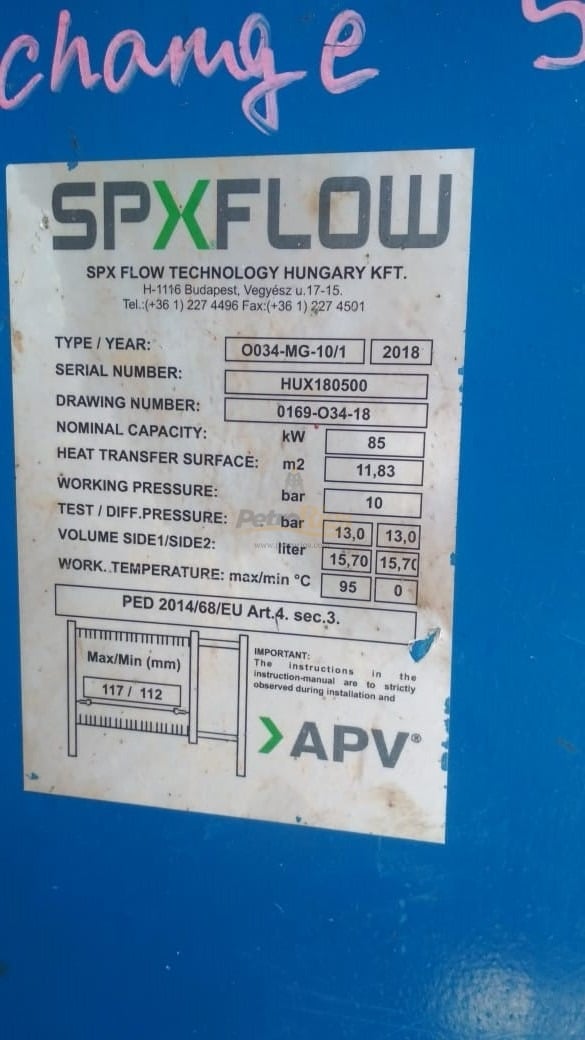 change 5
SPXFLOW
SPX FLOW TECHNOLOGY HUNGARY KFT.
H-1116 Budapest, Vegyész u.17-15.
Tel.:(+36 1) 227 4496 Fax:(+36 1) 227 4501
TYPE / YEAR: O034-MG-10/1 2018
SERIAL NUMBER: HUX180500
DRAWING NUMBER: 0169-O34-18
NOMINAL CAPACITY: kW 85
HEAT TRANSFER SURFACE: m2 11,83
WORKING PRESSURE: bar 10
TEST / DIFF.PRESSURE: bar 13,0 13,0
VOLUME SIDE1/SIDE2: liter 15,70 15,70
WORK. TEMPERATURE: max/min °C 95 0
PED 2014/68/EU Art.4. sec.3.
Max/Min (mm)
117 / 112
IMPORTANT:
The instructions in the
instruction-manual are to strictly
observed during installation and
APV®